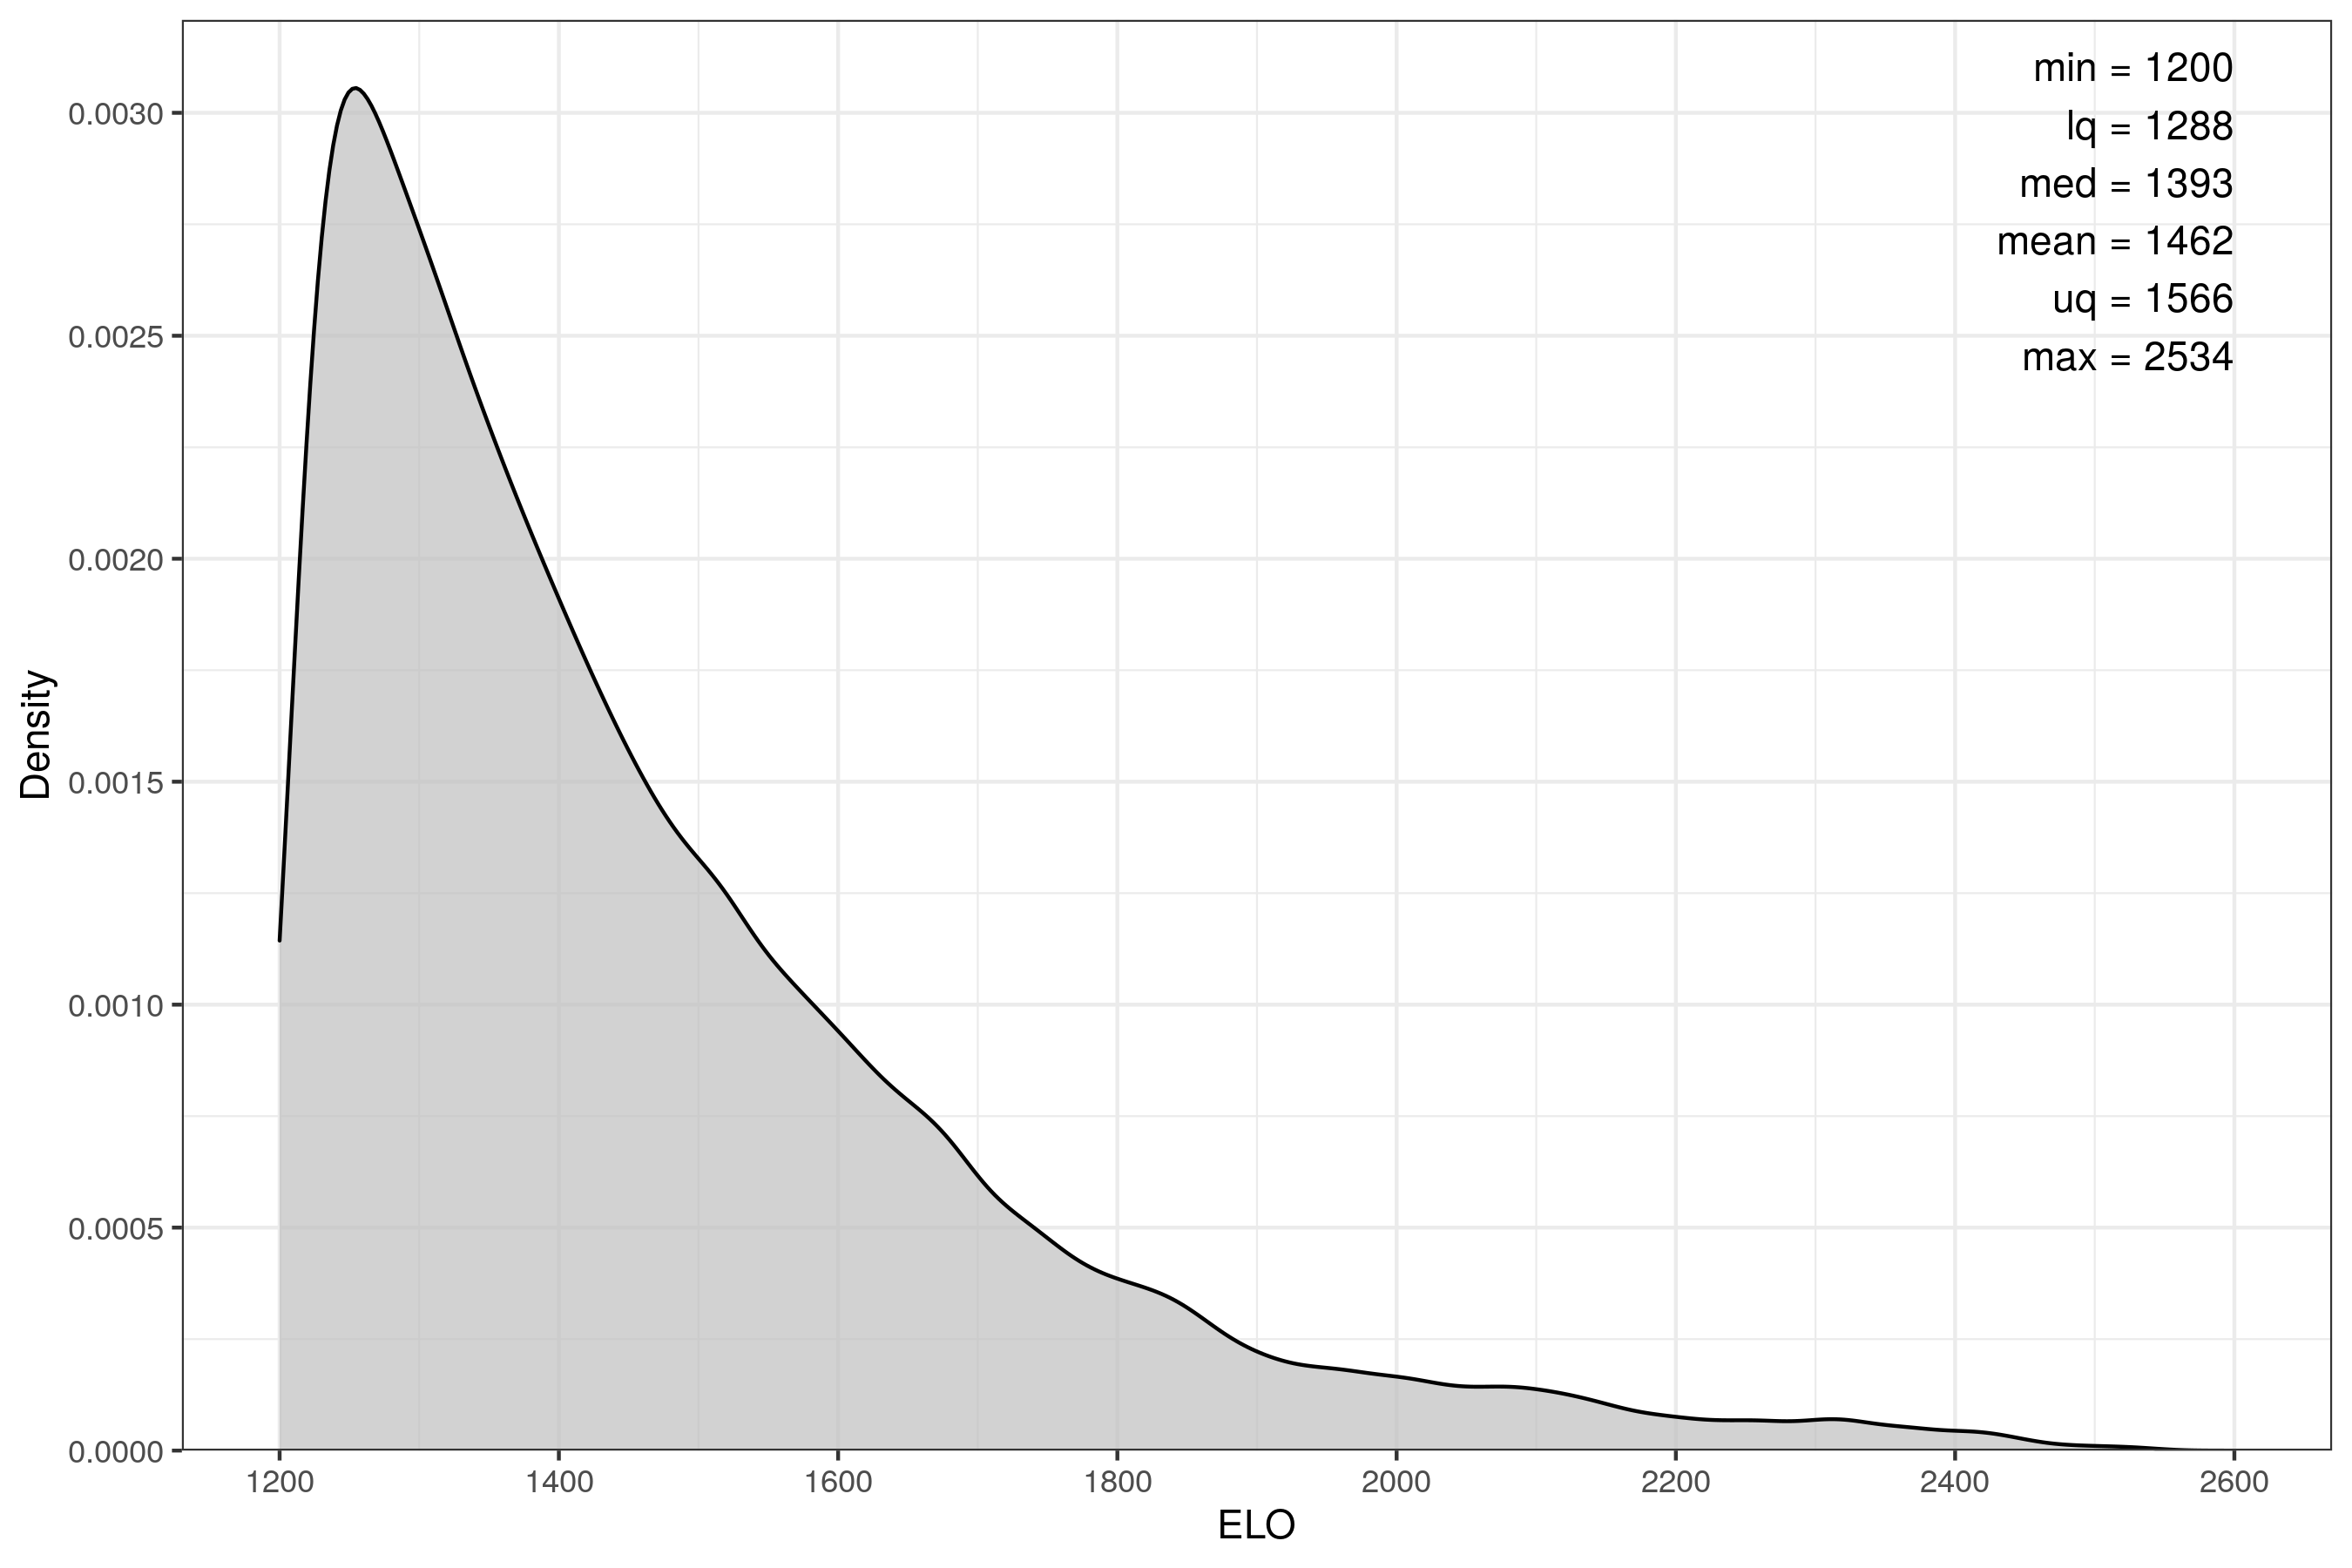 min = 1200
lq = 1288
med = 1393
mean = 1462
uq = 1566
max = 2534
0.0030
0.0025
0.0020
0.0015
0.0010
0.0005
0.0000
Density
1200 1400 1600 1800 2000 2200 2400 2600
ELO